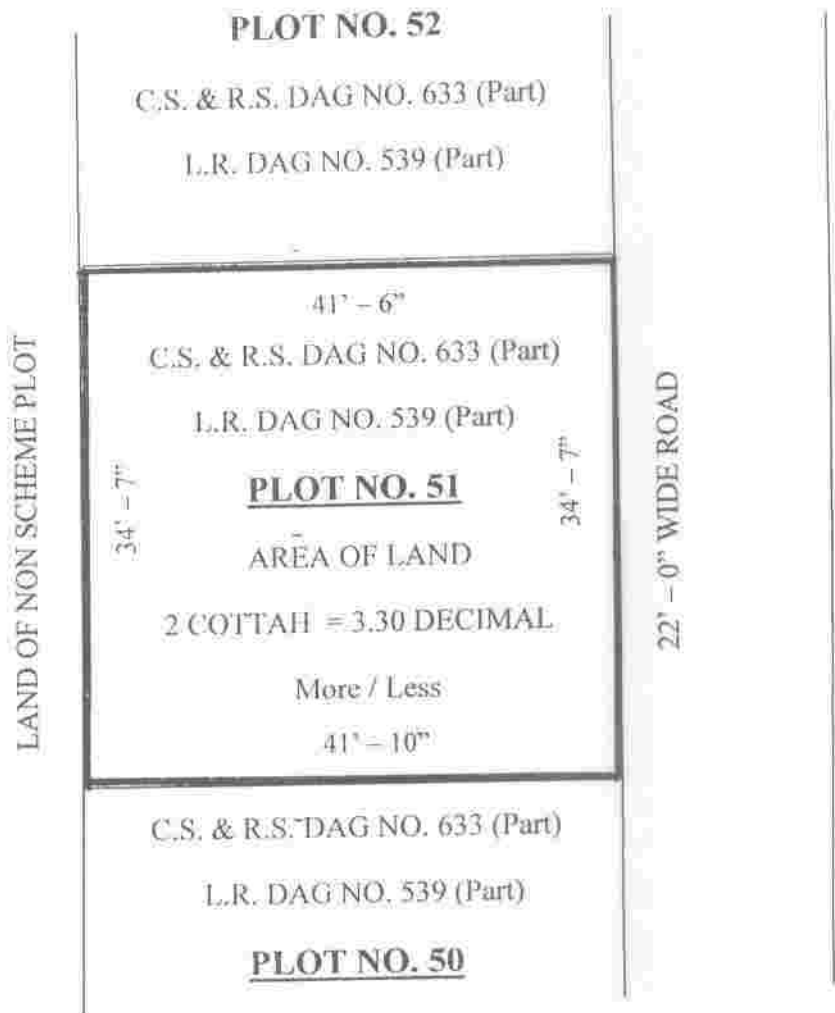 PLOT NO. 52
C.S. & R.S. DAG NO. 633 (Part)
L.R. DAG NO. 539 (Part)
41' – 6"
C.S. & R.S. DAG NO. 633 (Part)
L.R. DAG NO. 539 (Part)
34' – 7"
PLOT NO. 51
34' – 7"
AREA OF LAND
2 COTTAH = 3.30 DECIMAL
More / Less
41' – 10"
LAND OF NON SCHEME PLOT
22' – 0" WIDE ROAD
C.S. & R.S. DAG NO. 633 (Part)
L.R. DAG NO. 539 (Part)
PLOT NO. 50